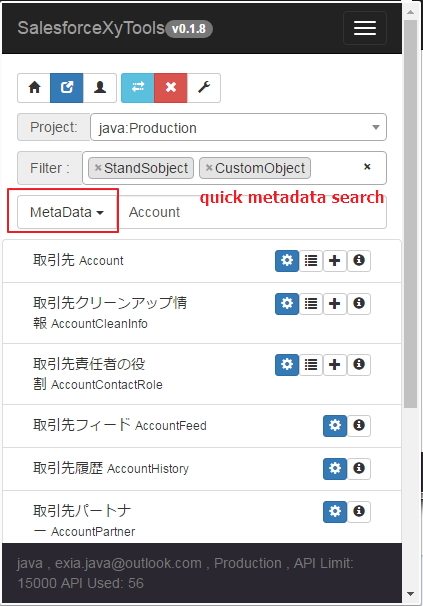 SalesforceXyTools v0.1.8
Project: java:Production
Filter : ×StandSobject ×CustomObject ×
quick metadata search
MetaData Account
取引先 Account
取引先クリーンアップ情
報 AccountCleanInfo
取引先責任者の役
割 AccountContactRole
取引先フィード AccountFeed
取引先履歴 AccountHistory
取引先パートナ
ー AccountPartner
java , exia.java@outlook.com , Production , API Limit:
15000 API Used: 56